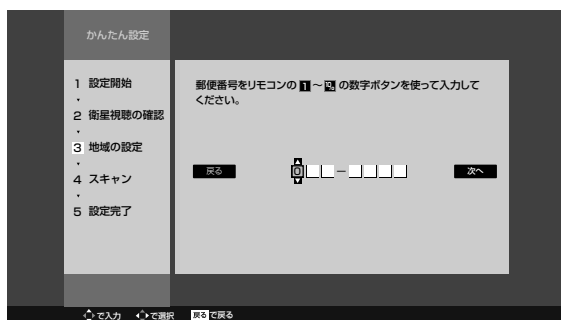 かんたん設定
1 設定開始
2 衛星視聴の確認
3 地域の設定
4 スキャン
5 設定完了
郵便番号をリモコンの 1 ～ 10 の数字ボタンを使って入力して
ください。
戻る 0 － 次へ
で入力 で選択 戻る で戻る